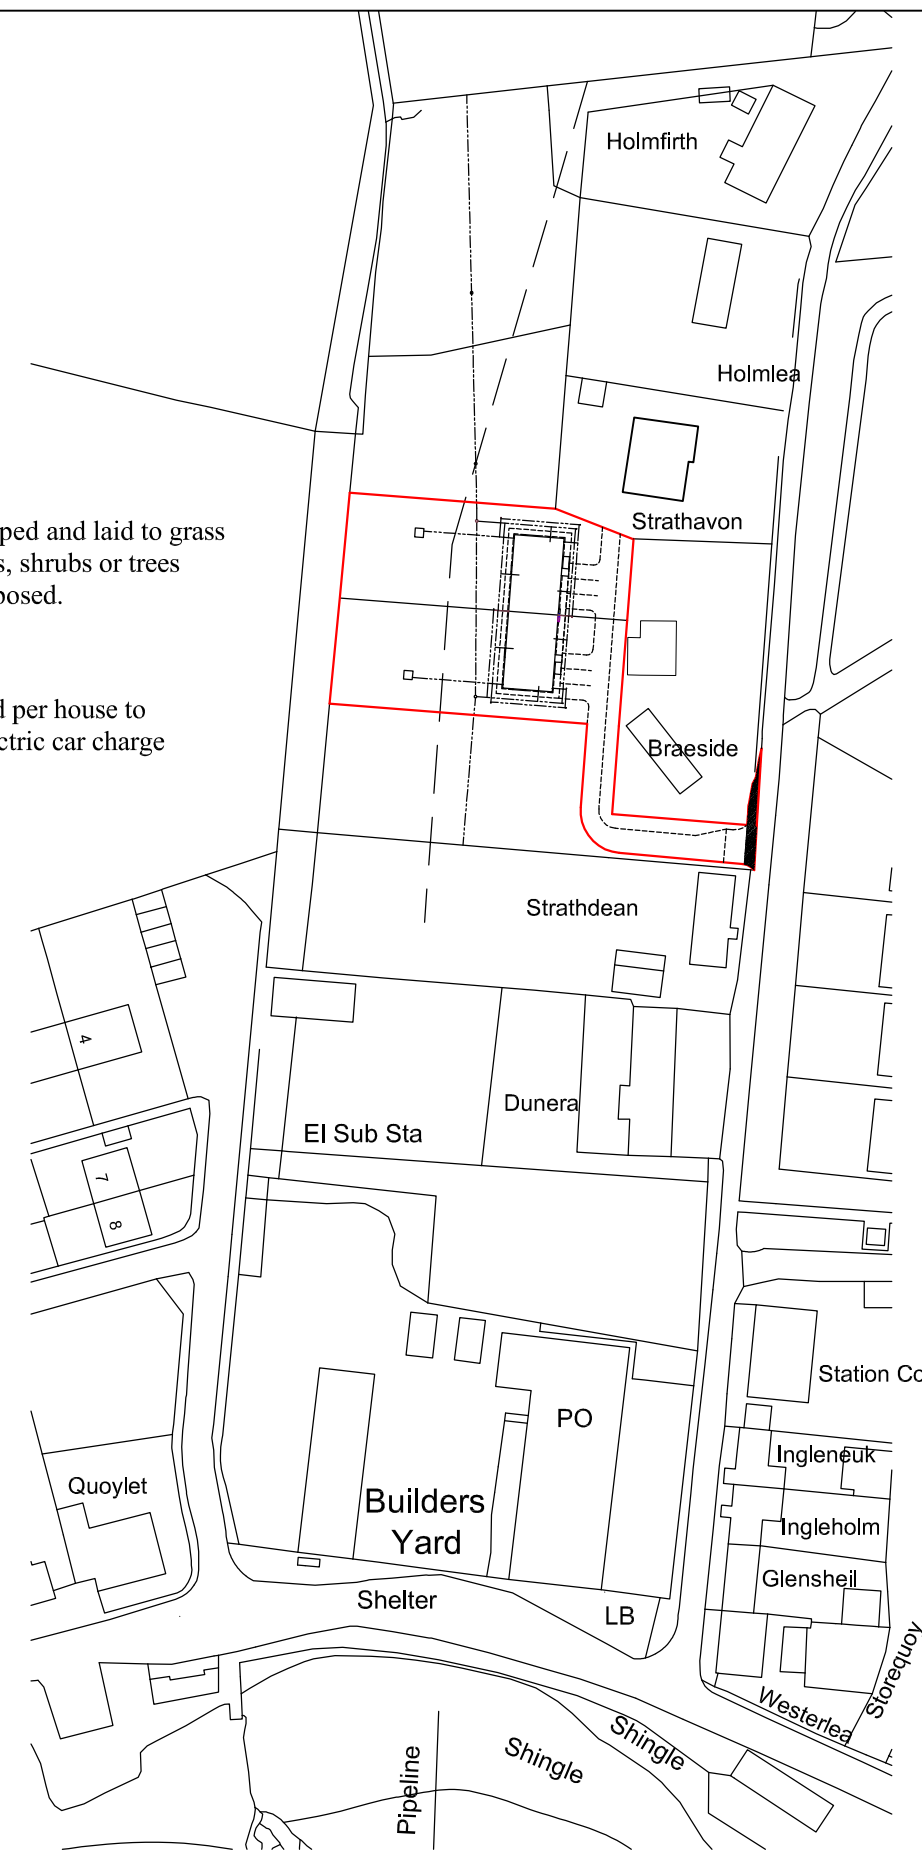 Holmfirth
Holmlea
Strathavon
ped and laid to grass
s, shrubs or trees
posed.
d per house to
ctric car charge
Braeside
Strathdean
4
Dunera
El Sub Sta
7
8
Station Co
PO
Ingleneuk
Quoylet
Builders
Yard
Ingleholm
Glensheil
Shelter
LB
Storequoy
Westerlea
Shingle
Shingle
Pipeline